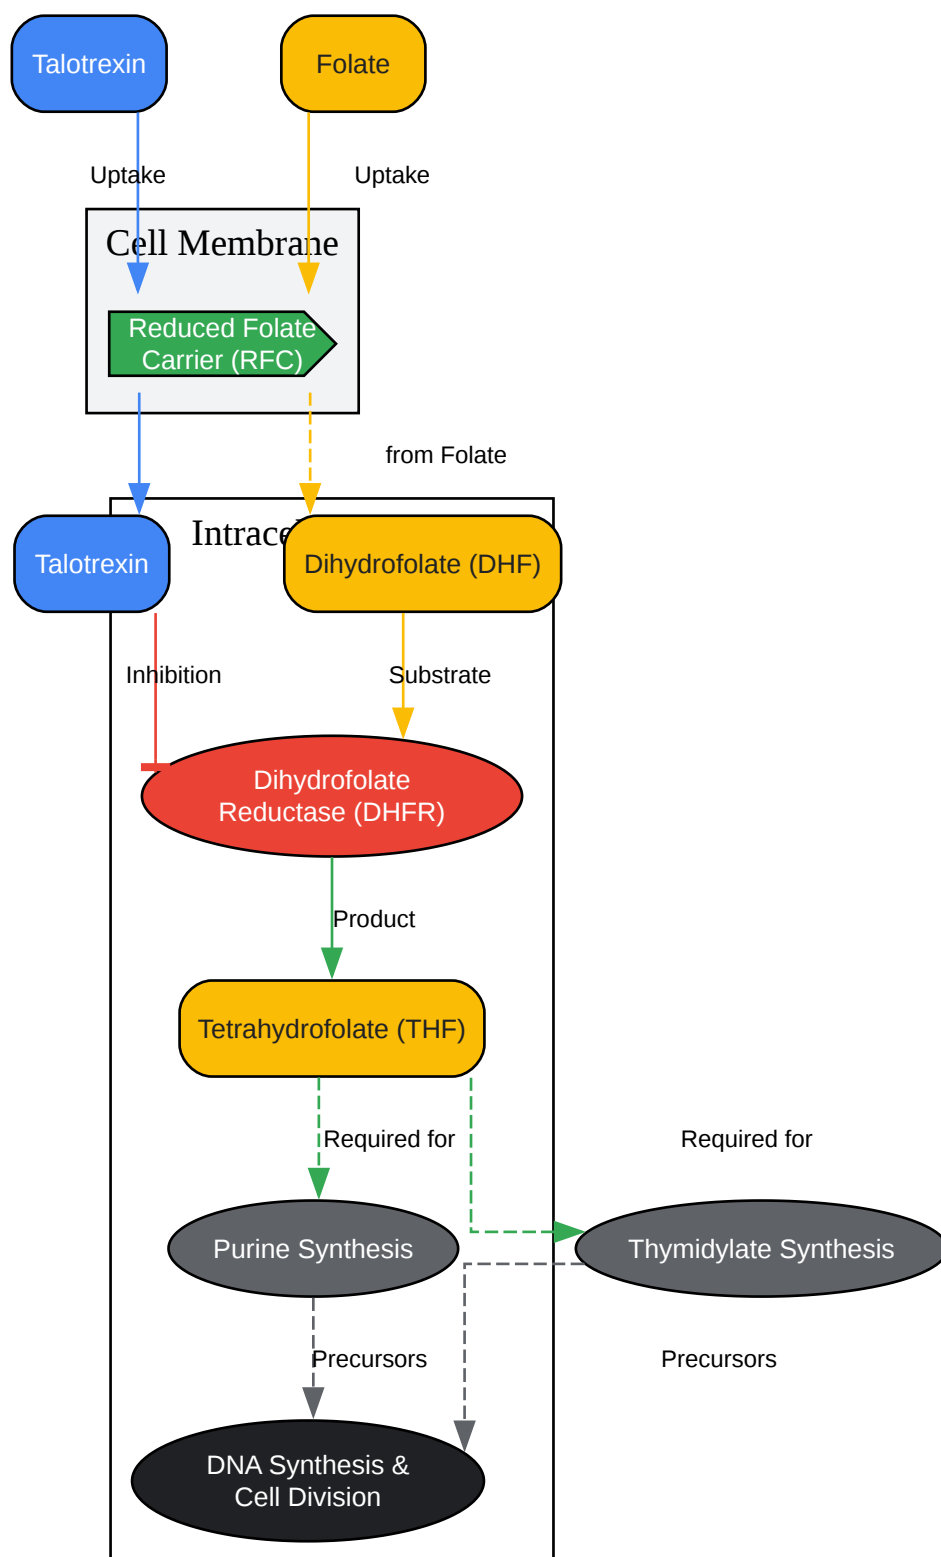 Talotrexin
Folate
Uptake
Uptake
Cell Membrane
Reduced Folate
Carrier (RFC)
from Folate
Talotrexin
Dihydrofolate (DHF)
Inhibition
Substrate
Dihydrofolate
Reductase (DHFR)
Product
Tetrahydrofolate (THF)
Required for
Required for
Purine Synthesis
Thymidylate Synthesis
Precursors
Precursors
DNA Synthesis &
Cell Division